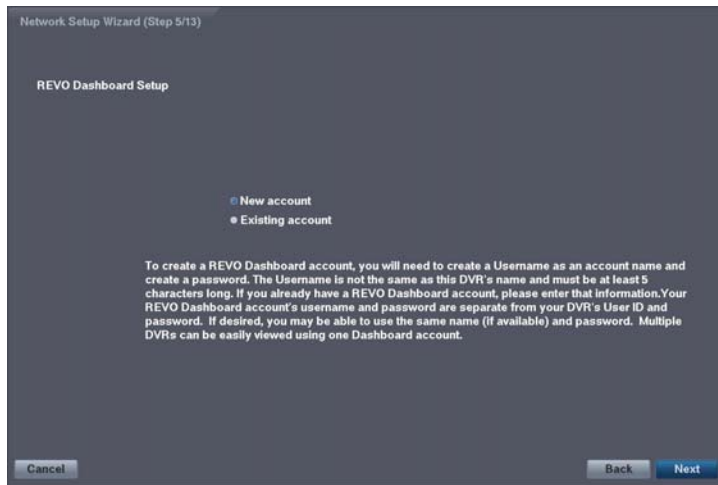 Network Setup Wizard (Step 5/13)
REVO Dashboard Setup
New account
Existing account
To create a REVO Dashboard account, you will need to create a Username as an account name and
create a password. The Username is not the same as this DVR's name and must be at least 5
characters long. If you already have a REVO Dashboard account, please enter that information.Your
REVO Dashboard account's username and password are separate from your DVR's User ID and
password. If desired, you may be able to use the same name (if available) and password. Multiple
DVRs can be easily viewed using one Dashboard account.
Cancel
Back
Next